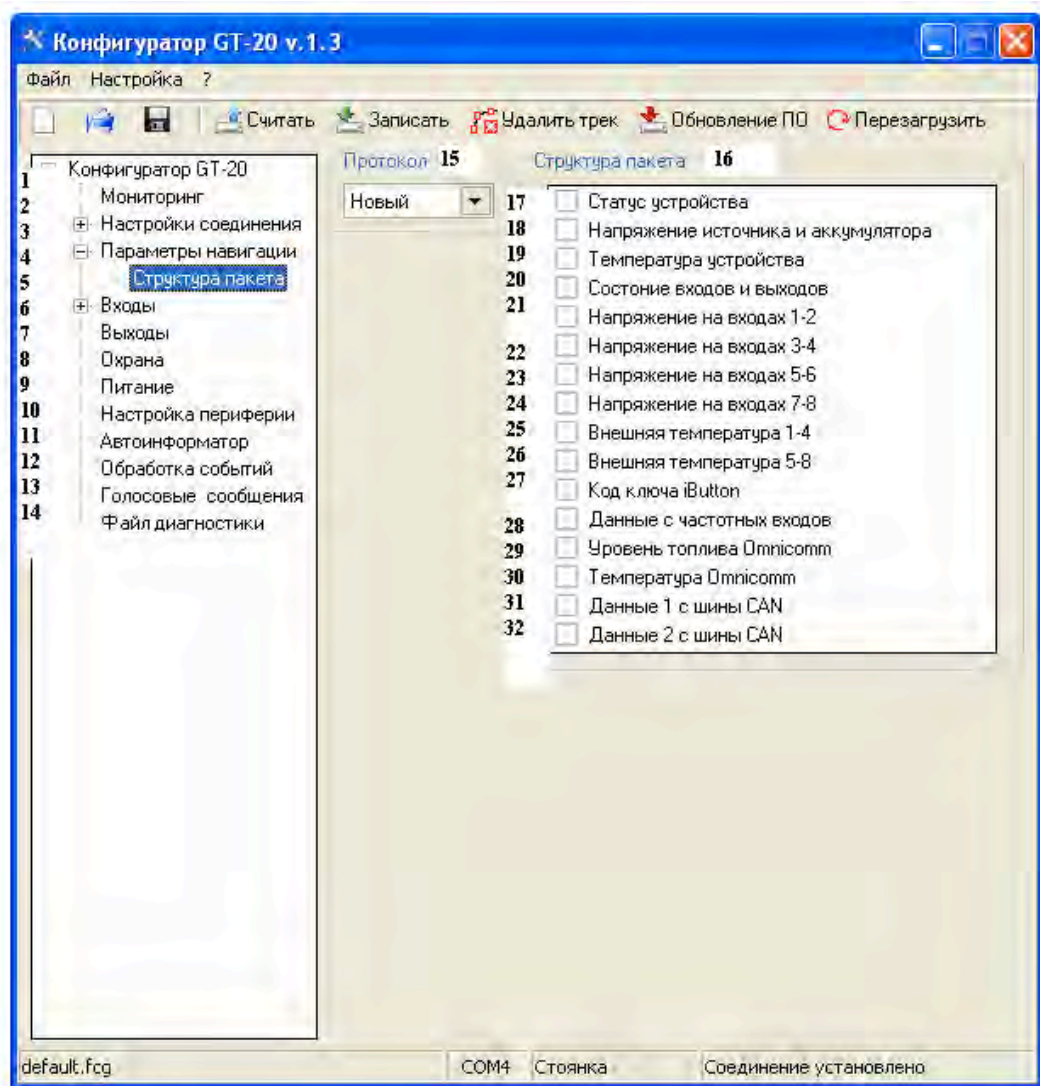 Конфигуратор GT-20 v.1.3
Файл Настройка ?
Считать Записать Удалить трек Обновление ПО Перезагрузить
1 Конфигуратор GT-20
2 Мониторинг
3 Настройки соединения
4 Параметры навигации
5 Структура пакета
6 Входы
7 Выходы
8 Охрана
9 Питание
10 Настройка периферии
11 Автоинформатор
12 Обработка событий
13 Голосовые сообщения
14 Файл диагностики
Протокол 15
Новый
Структура пакета 16
17 Статус устройства
18 Напряжение источника и аккумулятора
19 Температура устройства
20 Состоние входов и выходов
21 Напряжение на входах 1-2
22 Напряжение на входах 3-4
23 Напряжение на входах 5-6
24 Напряжение на входах 7-8
25 Внешняя температура 1-4
26 Внешняя температура 5-8
27 Код ключа iButton
28 Данные с частотных входов
29 Уровень топлива Omnicomm
30 Температура Omnicomm
31 Данные 1 с шины CAN
32 Данные 2 с шины CAN
default.fcg COM4 Стоянка Соединение установлено